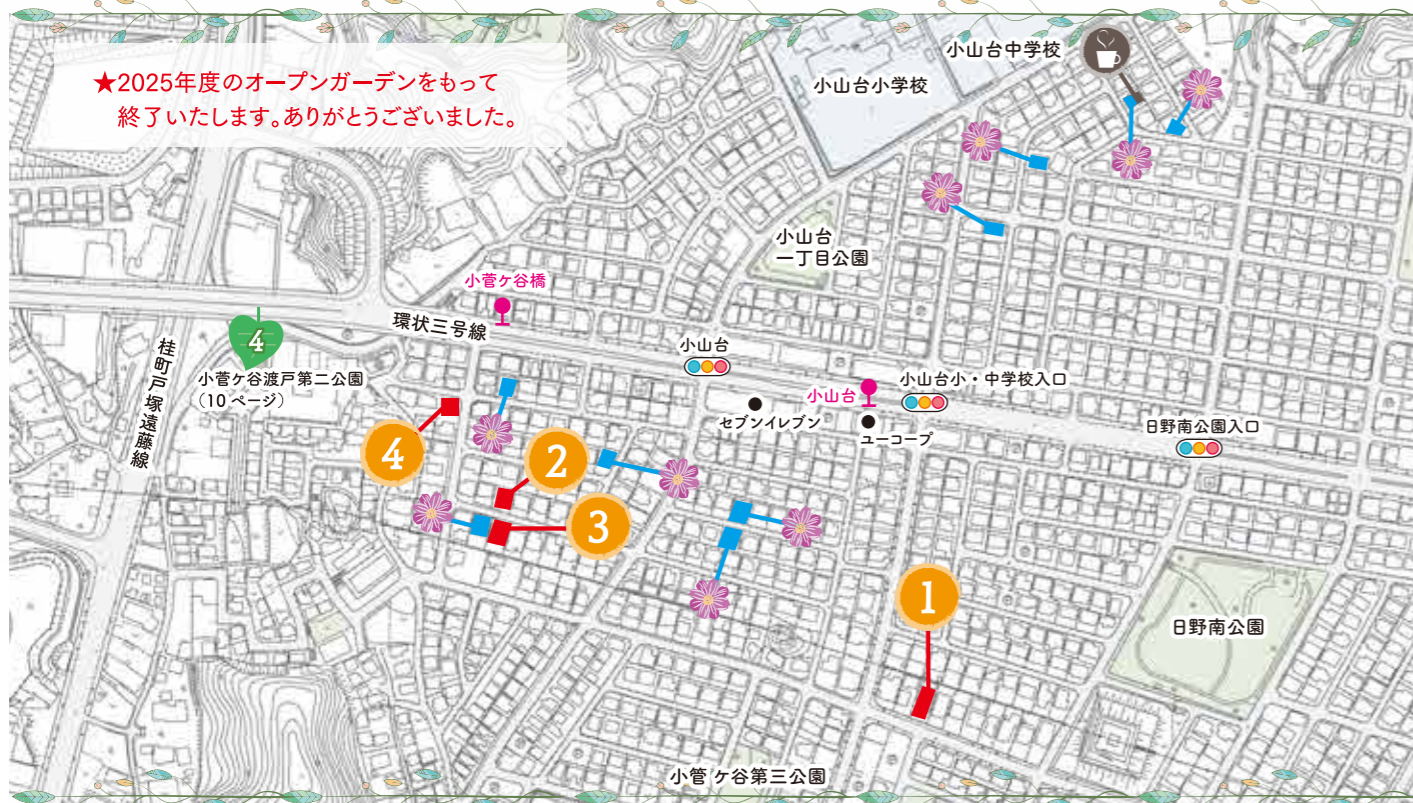 ★2025年度のオープンガーデンをもって
終了いたします。ありがとうございました。
小山台中学校
小山台小学校
小山台
一丁目公園
小菅ケ谷橋
環状三号線
小山台
4
小菅ケ谷渡戸第二公園
（10ページ）
桂町戸塚遠藤線
小山台
小山台小・中学校入口
セブンイレブン
ユーコープ
日野南公園入口
4
2
3
1
日野南公園
小管ケ谷第三公園